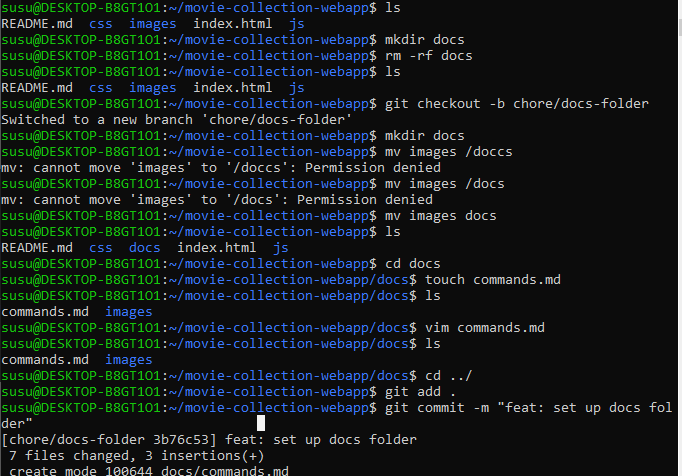 susu@DESKTOP-B8GT1O1:~/movie-collection-webapp$ ls
README.md  css  images  index.html  js
susu@DESKTOP-B8GT1O1:~/movie-collection-webapp$ mkdir docs
susu@DESKTOP-B8GT1O1:~/movie-collection-webapp$ rm -rf docs
susu@DESKTOP-B8GT1O1:~/movie-collection-webapp$ ls
README.md  css  images  index.html  js
susu@DESKTOP-B8GT1O1:~/movie-collection-webapp$ git checkout -b chore/docs-folder
Switched to a new branch 'chore/docs-folder'
susu@DESKTOP-B8GT1O1:~/movie-collection-webapp$ mkdir docs
susu@DESKTOP-B8GT1O1:~/movie-collection-webapp$ mv images /doccs
mv: cannot move 'images' to '/doccs': Permission denied
susu@DESKTOP-B8GT1O1:~/movie-collection-webapp$ mv images /docs
mv: cannot move 'images' to '/docs': Permission denied
susu@DESKTOP-B8GT1O1:~/movie-collection-webapp$ mv images docs
susu@DESKTOP-B8GT1O1:~/movie-collection-webapp$ ls
README.md  css  docs  index.html  js
susu@DESKTOP-B8GT1O1:~/movie-collection-webapp$ cd docs
susu@DESKTOP-B8GT1O1:~/movie-collection-webapp/docs$ touch commands.md
susu@DESKTOP-B8GT1O1:~/movie-collection-webapp/docs$ ls
commands.md  images
susu@DESKTOP-B8GT1O1:~/movie-collection-webapp/docs$ vim commands.md
susu@DESKTOP-B8GT1O1:~/movie-collection-webapp/docs$ ls
commands.md  images
susu@DESKTOP-B8GT1O1:~/movie-collection-webapp/docs$ cd ../
susu@DESKTOP-B8GT1O1:~/movie-collection-webapp$ git add .
susu@DESKTOP-B8GT1O1:~/movie-collection-webapp$ git commit -m "feat: set up docs fol
der"
[chore/docs-folder 3b76c53] feat: set up docs folder
 7 files changed, 3 insertions(+)
 create mode 100644 docs/commands.md